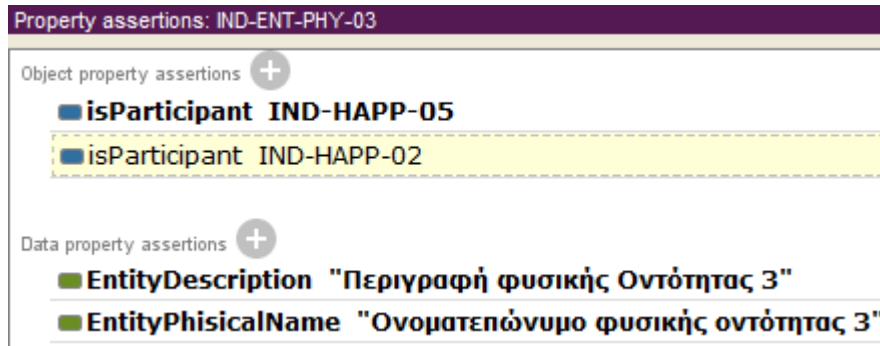 Property assertions: IND-ENT-PHY-03
Object property assertions
isParticipant IND-HAPP-05
isParticipant IND-HAPP-02
Data property assertions
EntityDescription "Περιγραφή φυσικής Οντότητας 3"
EntityPhisicalName "Ονοματεπώνυμο φυσικής οντότητας 3"